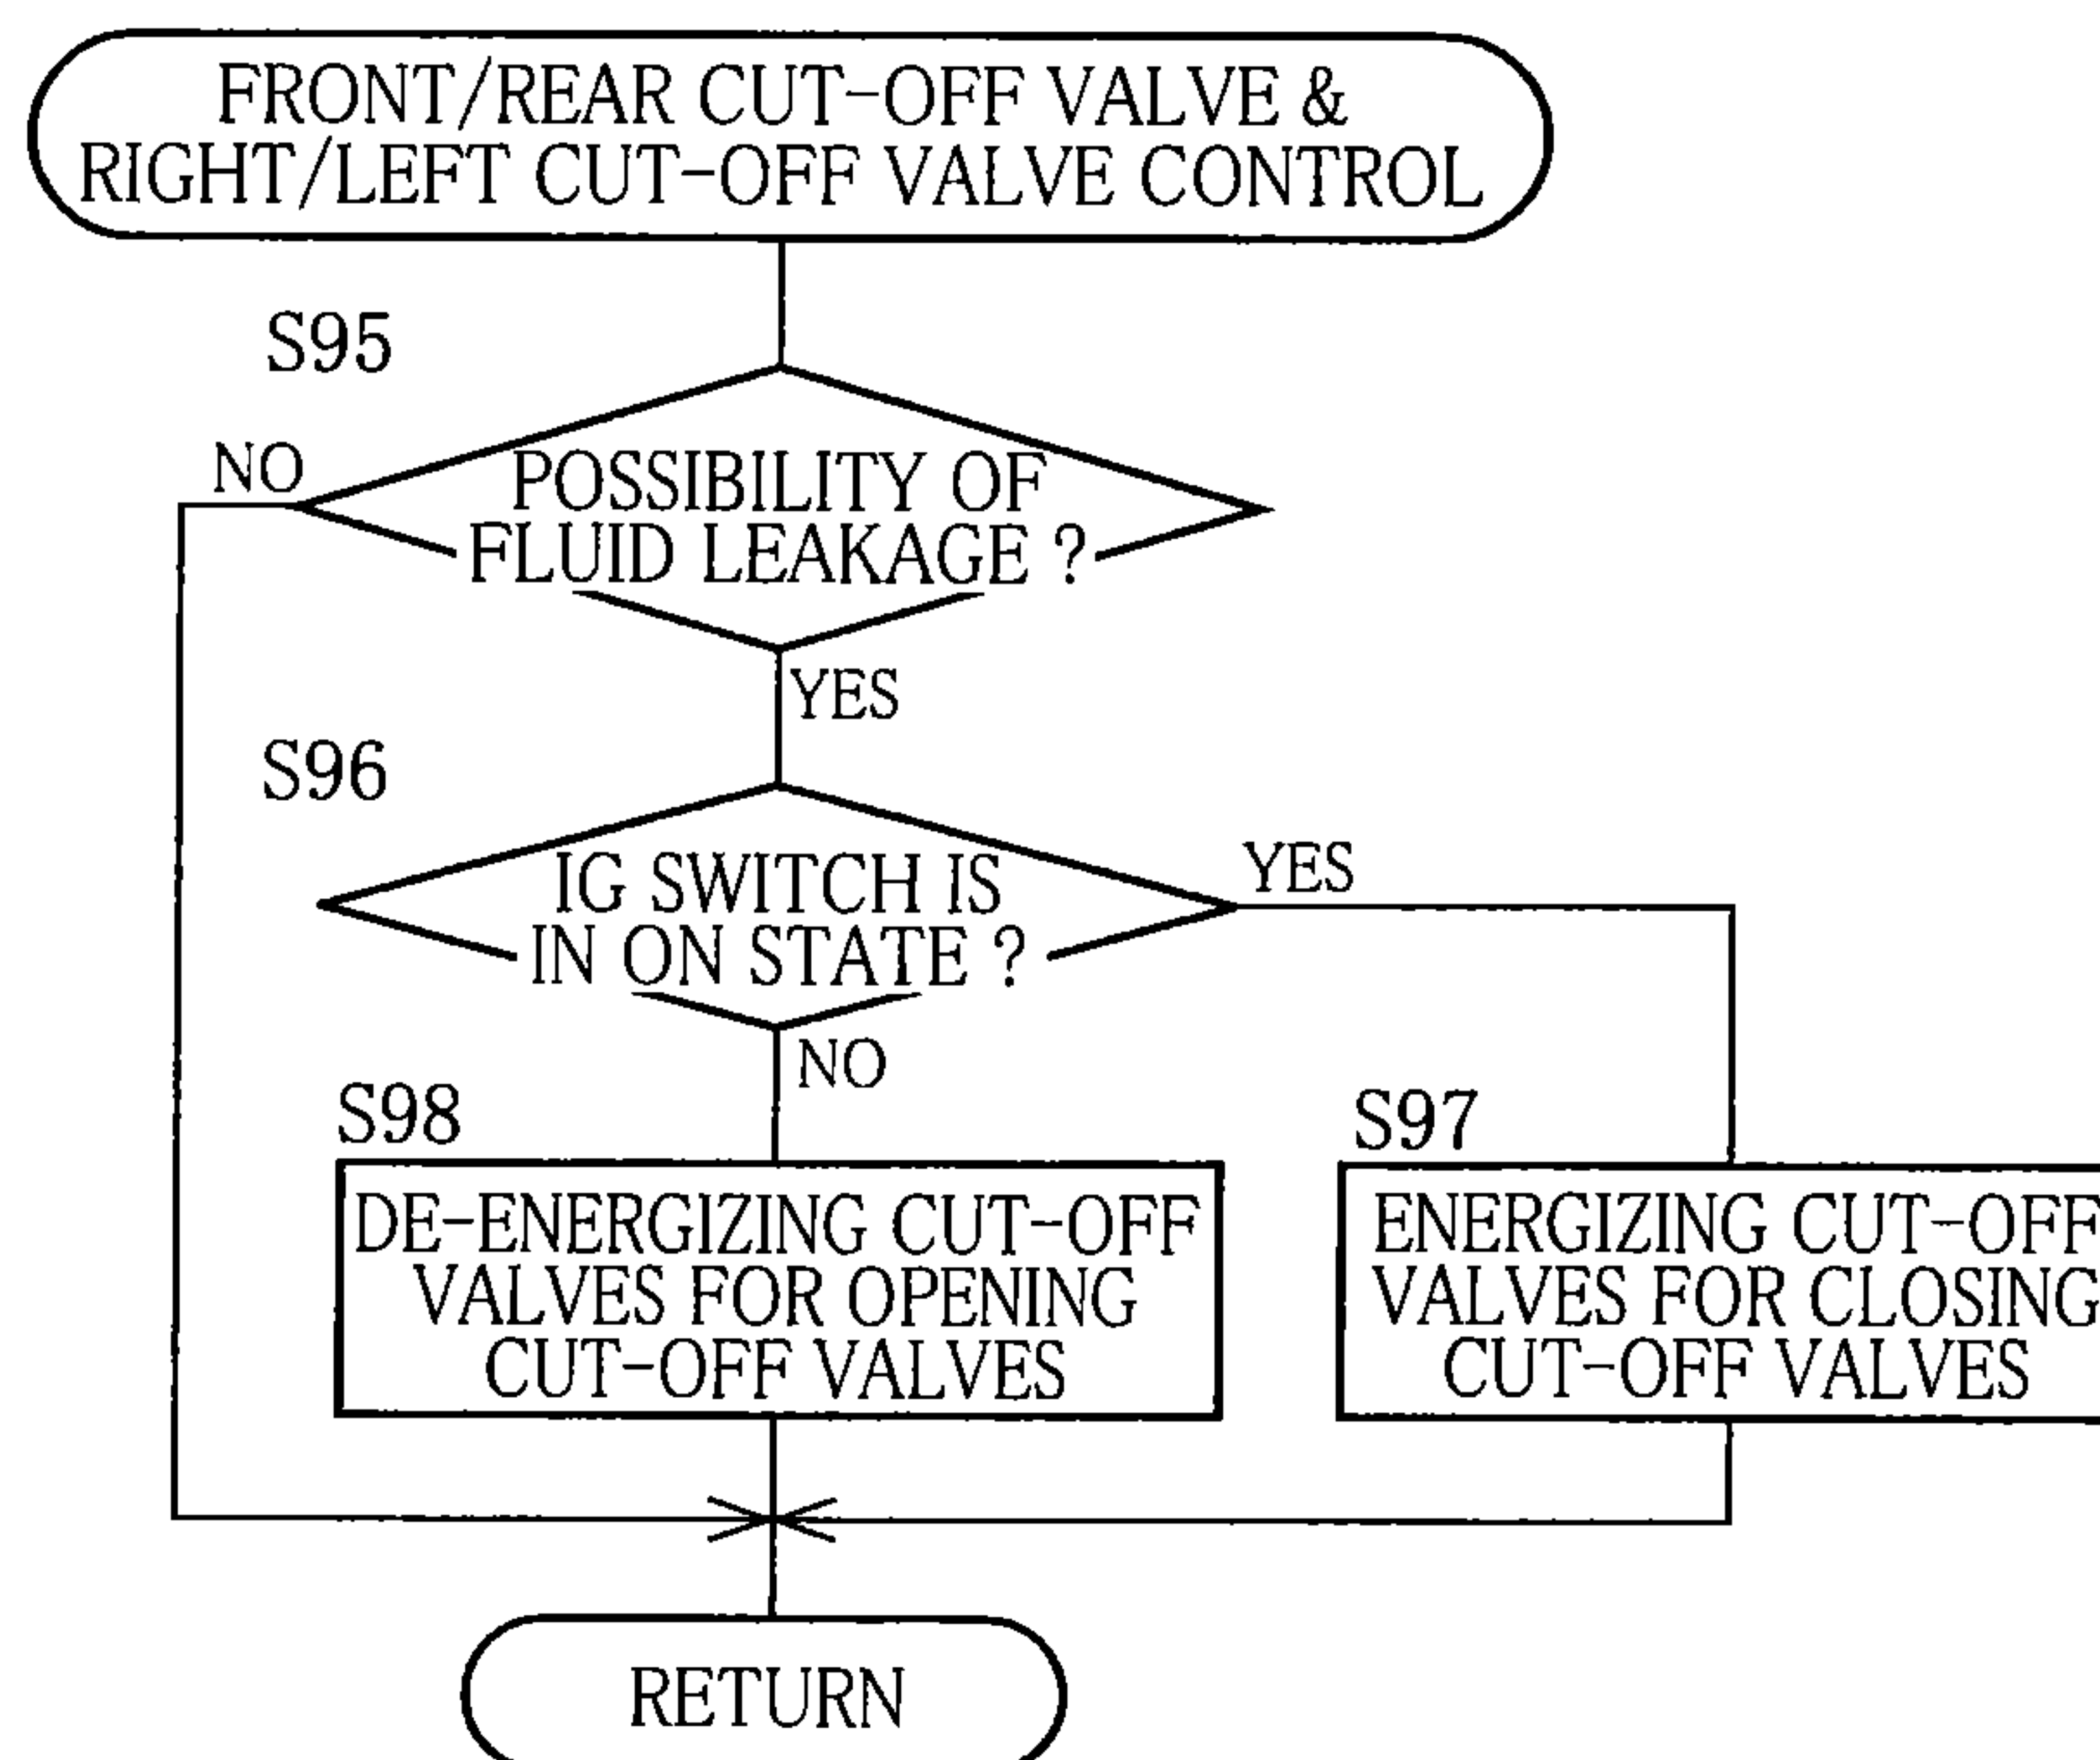 FRONT/REAR CUT-OFF VALVE &
RIGHT/LEFT CUT-OFF VALVE CONTROL
S95
NO
POSSIBILITY OF
FLUID LEAKAGE ?
YES
S96
IG SWITCH IS
IN ON STATE ?
YES
NO
S98
DE-ENERGIZING CUT-OFF
VALVES FOR OPENING
CUT-OFF VALVES
S97
ENERGIZING CUT-OFF
VALVES FOR CLOSING
CUT-OFF VALVES
RETURN